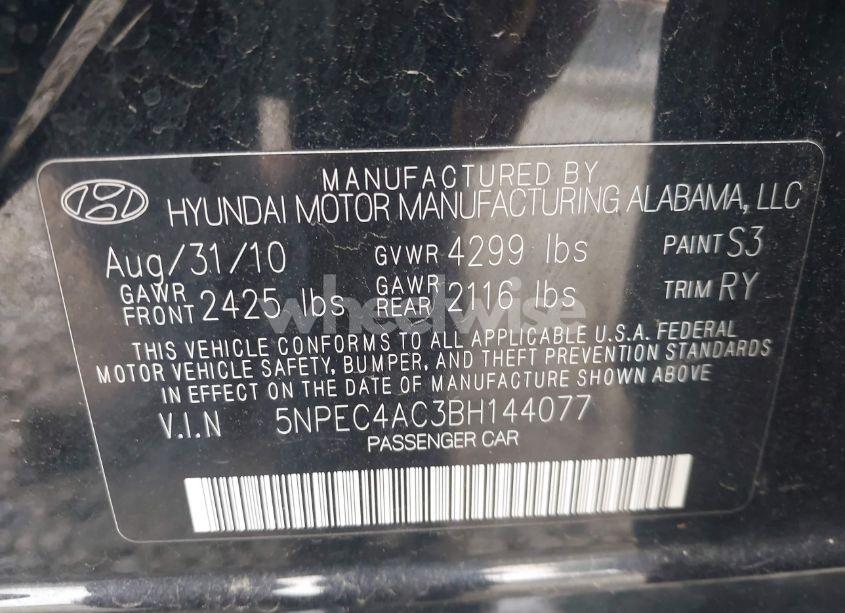 MANUFACTURED BY
HYUNDAI MOTOR MANUFACTURING ALABAMA, LLC
Aug/31/10 GVWR 4299 lbs PAINT S3
GAWR FRONT 2425 lbs GAWR REAR 2116 lbs TRIM RY
wheelwise
THIS VEHICLE CONFORMS TO ALL APPLICABLE U.S.A. FEDERAL
MOTOR VEHICLE SAFETY, BUMPER, AND THEFT PREVENTION STANDARDS
IN EFFECT ON THE DATE OF MANUFACTURE SHOWN ABOVE
V.I.N 5NPEC4AC3BH144077
PASSENGER CAR